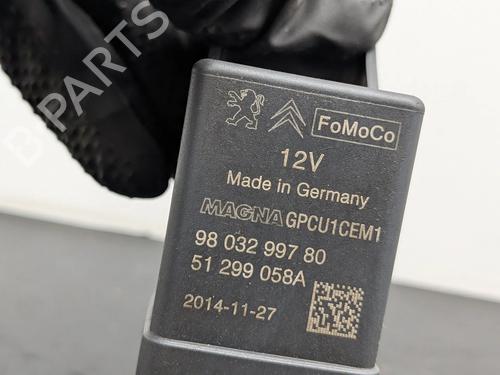 B-PARTS
FoMoCo
12V
Made in Germany
MAGNA GPCU1CEM1
98 032 997 80
51 299 058A
2014-11-27